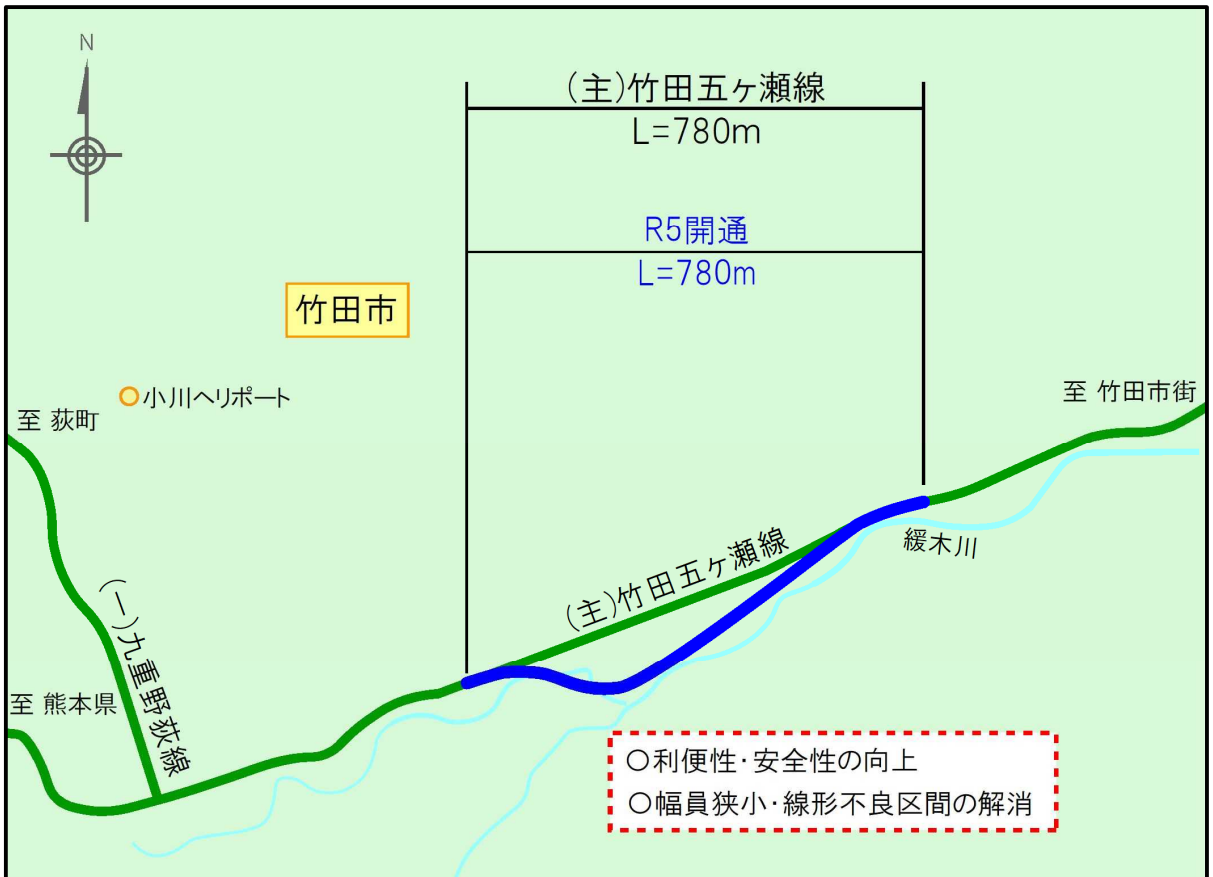 N
(主)竹田五ヶ瀬線
L=780m
R5開通
L=780m
竹田市
小川ヘリポート
至 荻町
至 竹田市街
緩木川
(主)竹田五ヶ瀬線
(一)九重野荻線
至 熊本県
○利便性・安全性の向上
○幅員狭小・線形不良区間の解消